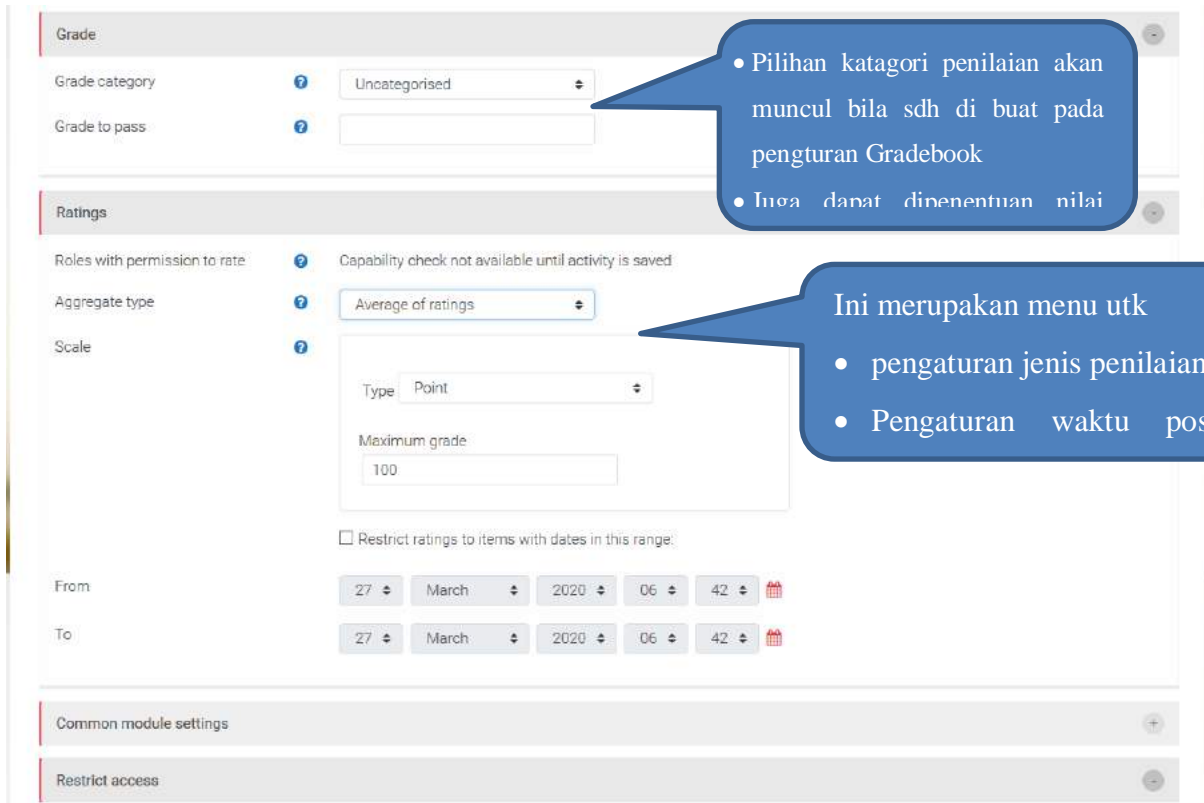 Grade
Grade category
Uncategorised
Grade to pass
• Pilihan katagori penilaian akan
muncul bila sdh di buat pada
pengturan Gradebook
• Juga dapat dipenentuan nilai
Ratings
Roles with permission to rate
Capability check not available until activity is saved
Aggregate type
Average of ratings
Scale
Type Point
Maximum grade
100
Ini merupakan menu utk
• pengaturan jenis penilaian
• Pengaturan waktu pos
Restrict ratings to items with dates in this range:
From
27 March 2020 06 42
To
27 March 2020 06 42
Common module settings
Restrict access